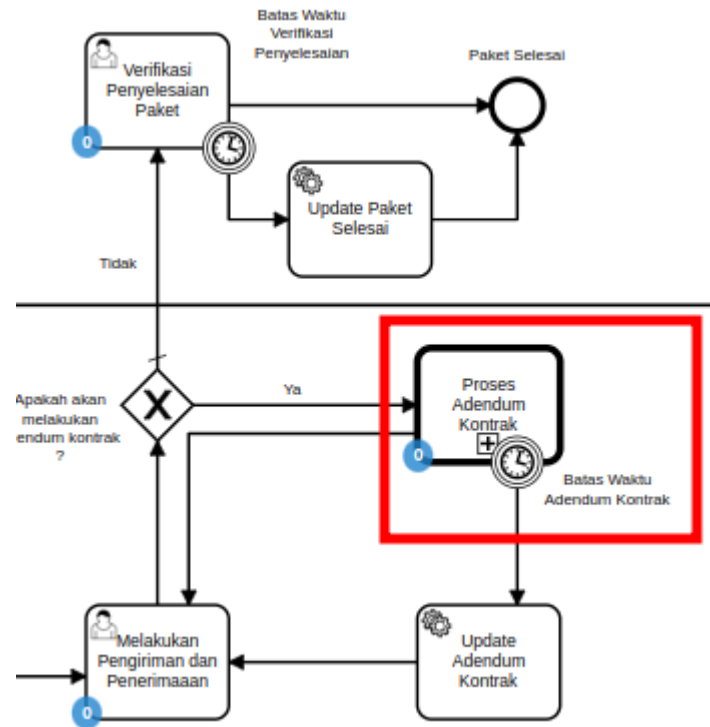 Batas Waktu
Verifikasi
Penyelesaian
Paket Selesai
Verifikasi
Penyelesaian
Paket
0
Update Paket
Selesai
Tidak
Apakah akan
melakukan
endum kontrak
?
X
Ya
Proses
Adendum
Kontrak
0
Batas Waktu
Adendum Kontrak
Melakukan
Pengiriman dan
Penerimaaan
0
Update
Adendum
Kontrak